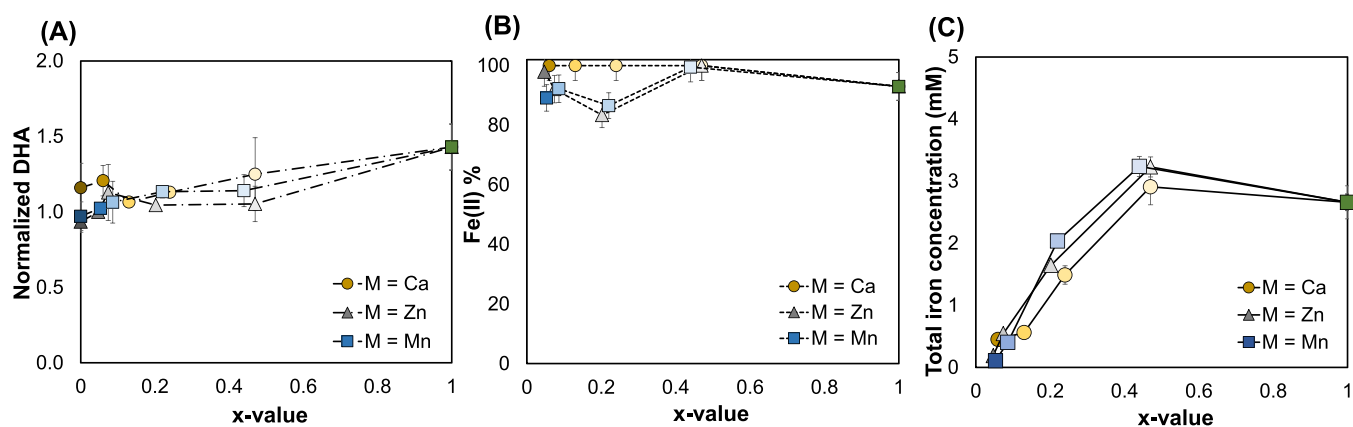 (A)
Normalized DHA
2.0
1.5
1.0
0.5
0.0
0
0.2
0.4
0.6
0.8
1
x-value
M = Ca
M = Zn
M = Mn
(B)
Fe(II) %
100
80
60
40
20
0
0
0.2
0.4
0.6
0.8
1
x-value
M = Ca
M = Zn
M = Mn
(C)
Total iron concentration (mM)
5
4
3
2
1
0
0
0.2
0.4
0.6
0.8
1
x-value
M = Ca
M = Zn
M = Mn